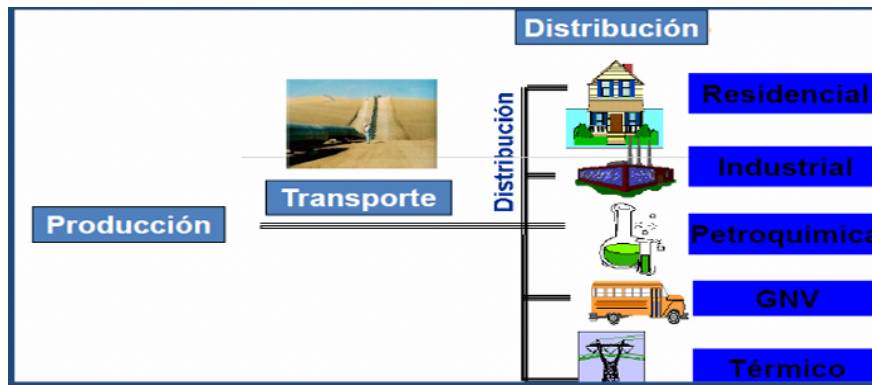 Distribución
Distribución
Residencial
Industrial
Transporte
Producción
Petroquímica
GNV
Térmico